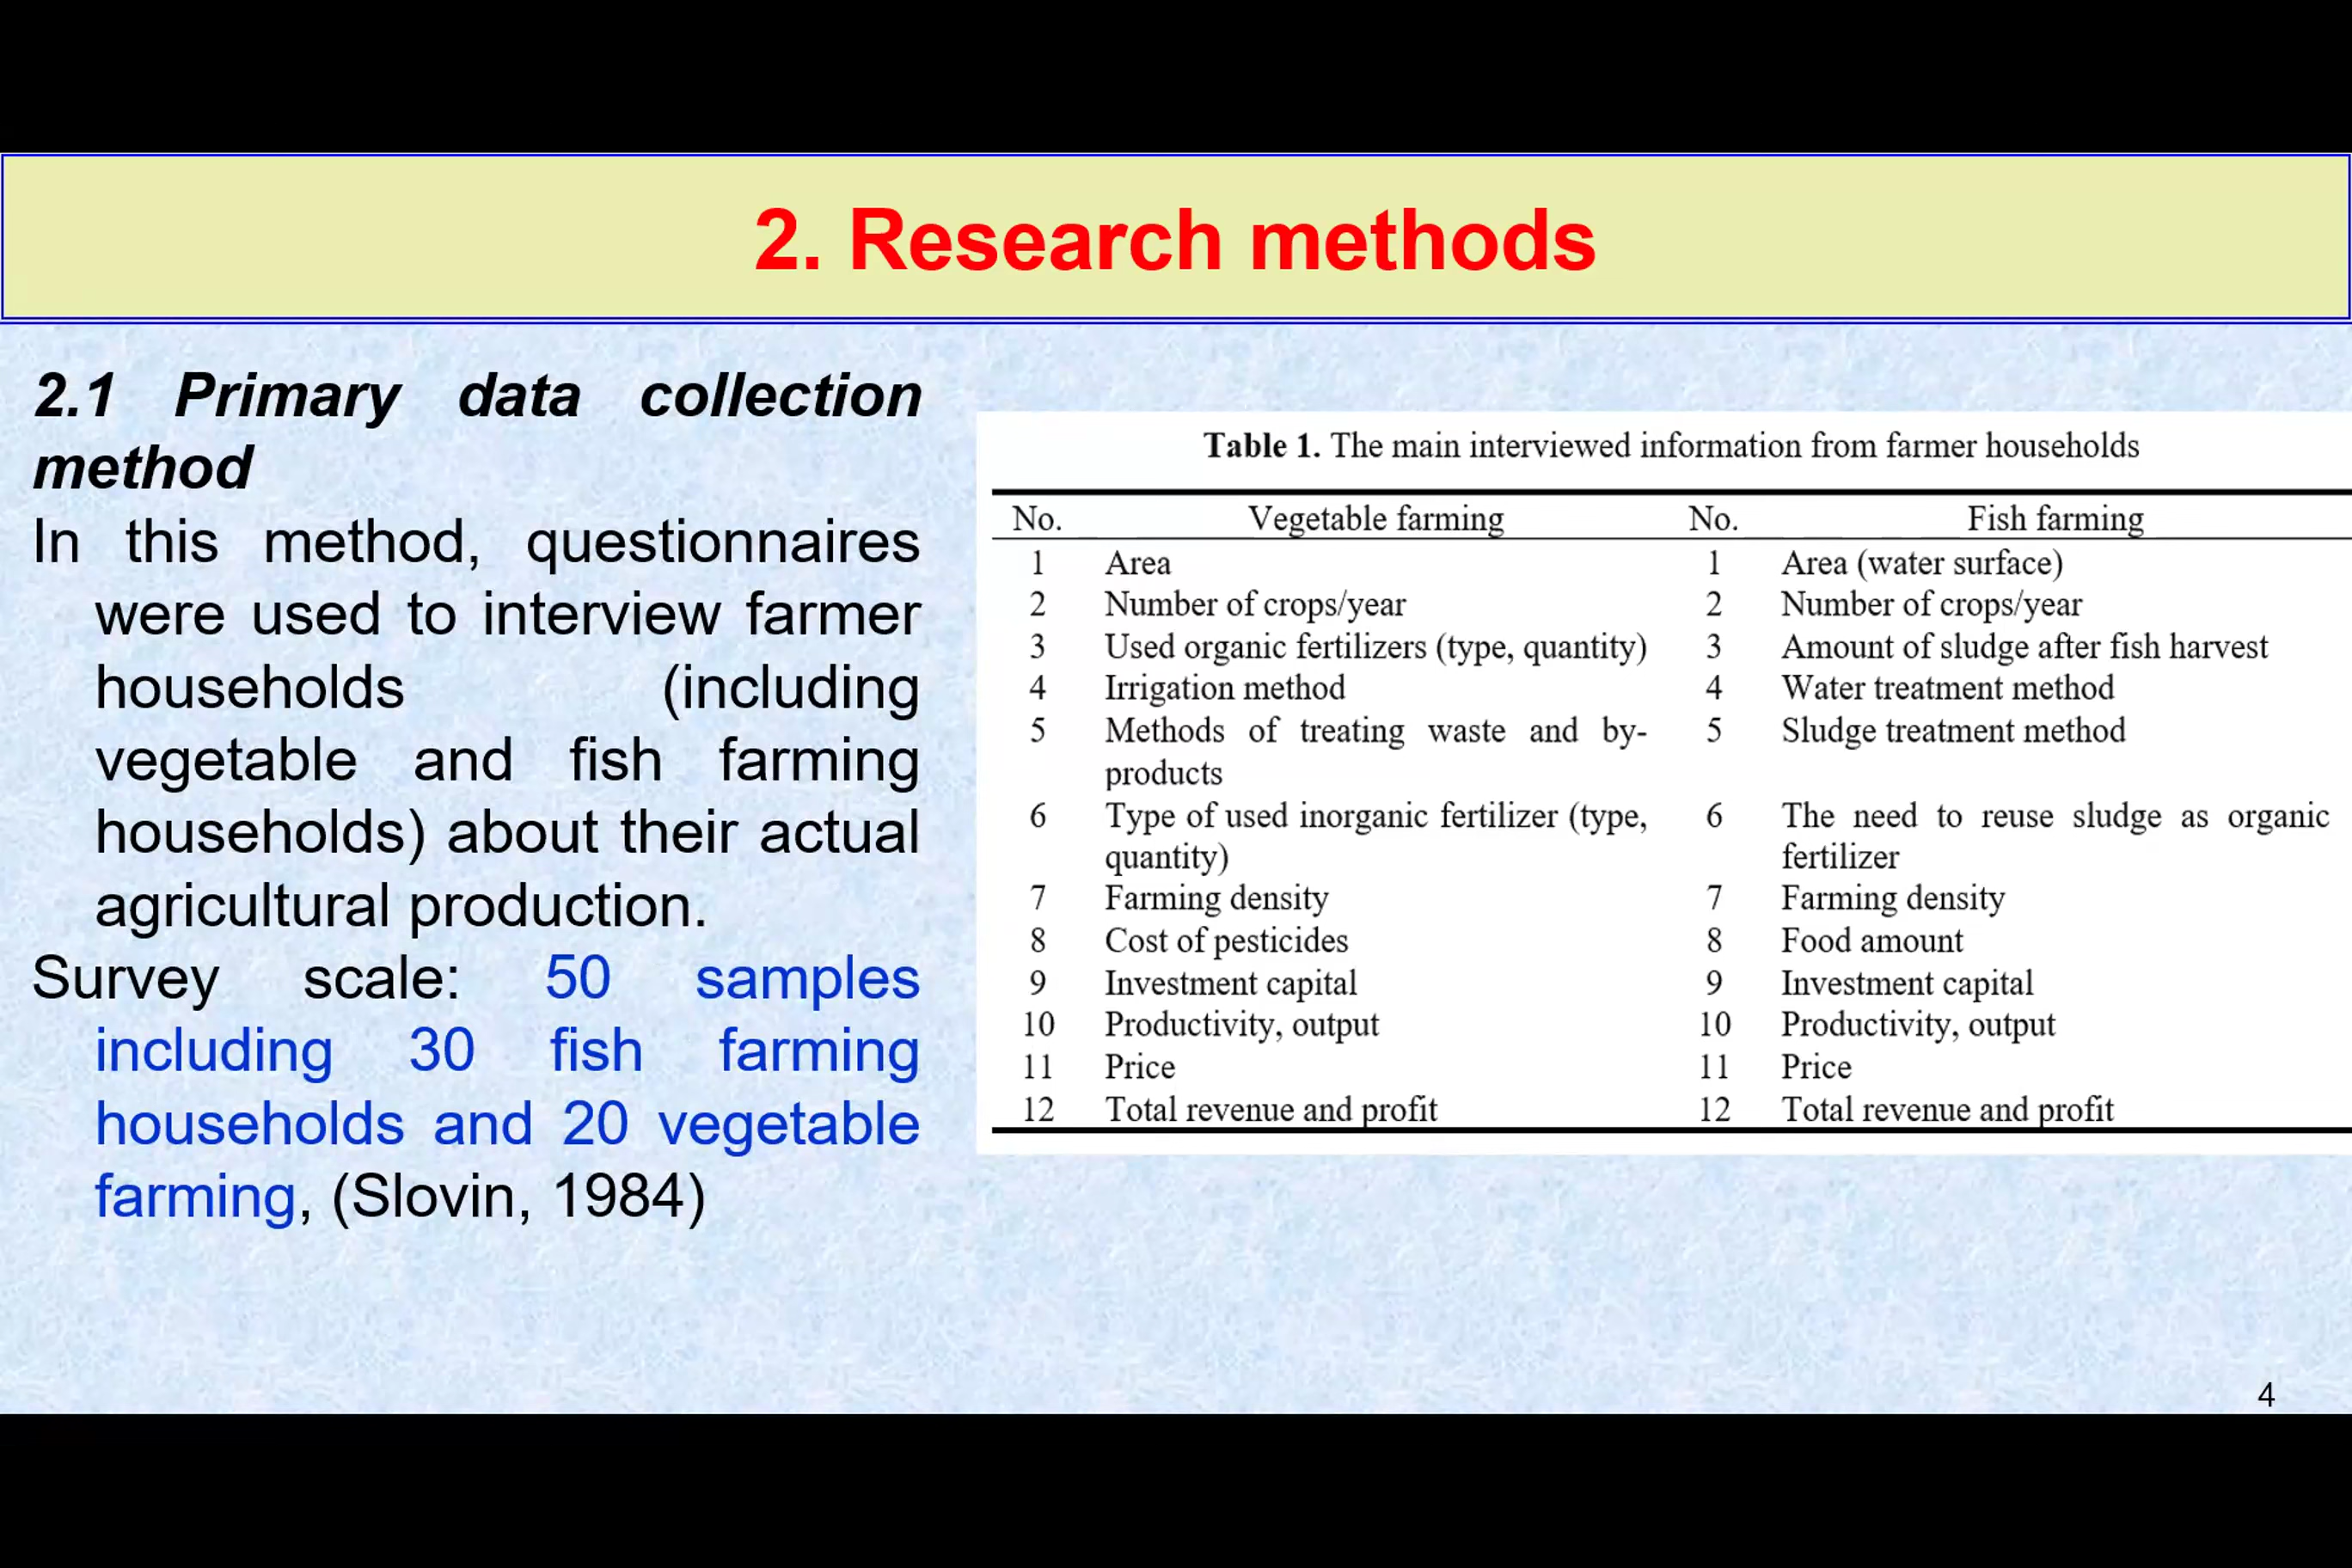 2. Research methods
2.1 Primary data collection
method
In this method, questionnaires
were used to interview farmer
households (including
vegetable and fish farming
households) about their actual
agricultural production.
Survey scale: 50 samples
including 30 fish farming
households and 20 vegetable
farming, (Slovin, 1984)
Table 1. The main interviewed information from farmer households
No. Vegetable farming No. Fish farming
1 Area 1 Area (water surface)
2 Number of crops/year 2 Number of crops/year
3 Used organic fertilizers (type, quantity) 3 Amount of sludge after fish harvest
4 Irrigation method 4 Water treatment method
5 Methods of treating waste and by- 5 Sludge treatment method
products
6 Type of used inorganic fertilizer (type, 6 The need to reuse sludge as organic
quantity) fertilizer
7 Farming density 7 Farming density
8 Cost of pesticides 8 Food amount
9 Investment capital 9 Investment capital
10 Productivity, output 10 Productivity, output
11 Price 11 Price
12 Total revenue and profit 12 Total revenue and profit
4